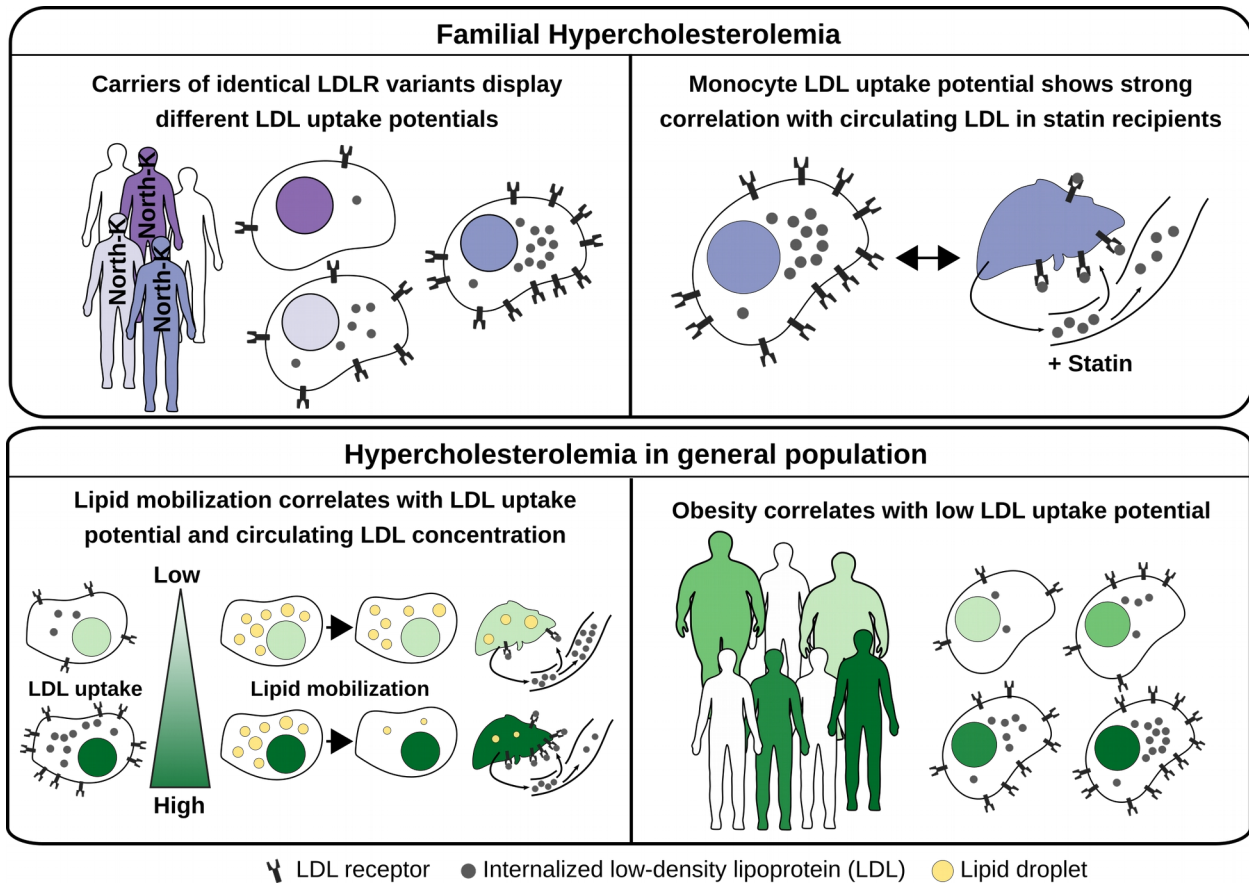 Familial Hypercholesterolemia
Carriers of identical LDLR variants display
different LDL uptake potentials
North-K
North-K
North-K
Monocyte LDL uptake potential shows strong
correlation with circulating LDL in statin recipients
+ Statin
Hypercholesterolemia in general population
Lipid mobilization correlates with LDL uptake
potential and circulating LDL concentration
Low
LDL uptake
Lipid mobilization
High
Obesity correlates with low LDL uptake potential
LDL receptor
Internalized low-density lipoprotein (LDL)
Lipid droplet